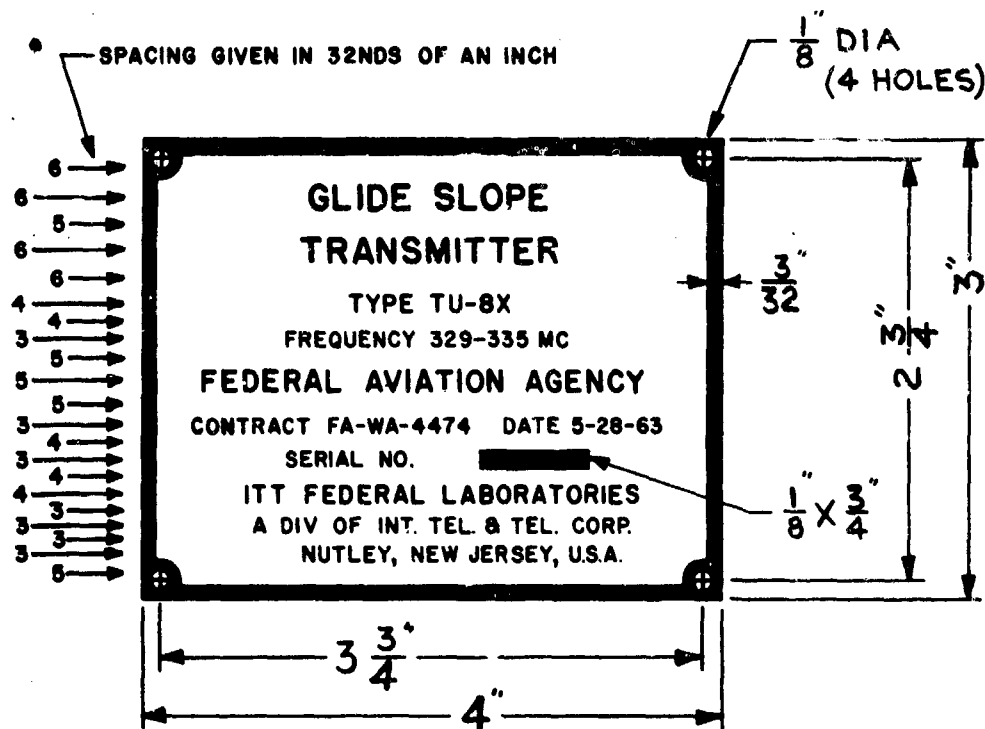 SPACING GIVEN IN 32NDS OF AN INCH
1/8" DIA
(4 HOLES)
6
6
5
6
6
4
4
3
5
5
5
3
4
3
4
4
3
3
3
3
5
GLIDE SLOPE
TRANSMITTER
TYPE TU-8X
FREQUENCY 329-335 MC
FEDERAL AVIATION AGENCY
CONTRACT FA-WA-4474 DATE 5-28-63
SERIAL NO.
ITT FEDERAL LABORATORIES
A DIV OF INT. TEL. & TEL. CORP.
NUTLEY, NEW JERSEY, U.S.A.
3/32"
2 3/4"
3"
1/8" X 3/4"
3 3/4"
4"